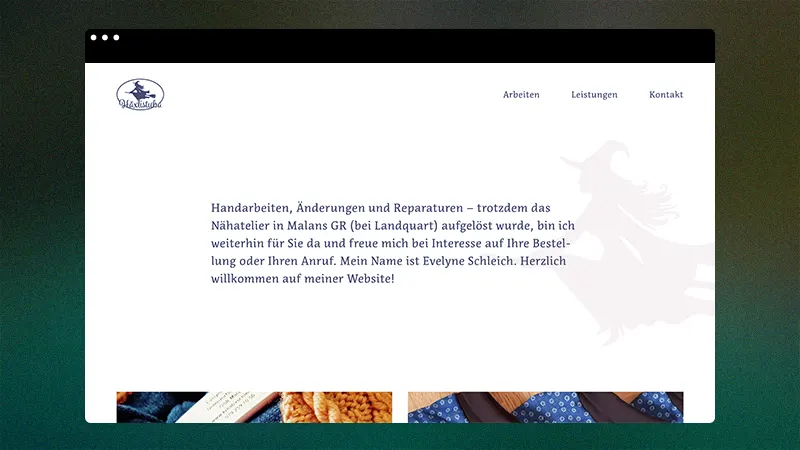 Häxlistuba
Arbeiten
Leistungen
Kontakt
Handarbeiten, Änderungen und Reparaturen – trotzdem das
Nähatelier in Malans GR (bei Landquart) aufgelöst wurde, bin ich
weiterhin für Sie da und freue mich bei Interesse auf Ihre Bestel-
lung oder Ihren Anruf. Mein Name ist Evelyne Schleich. Herzlich
willkommen auf meiner Website!